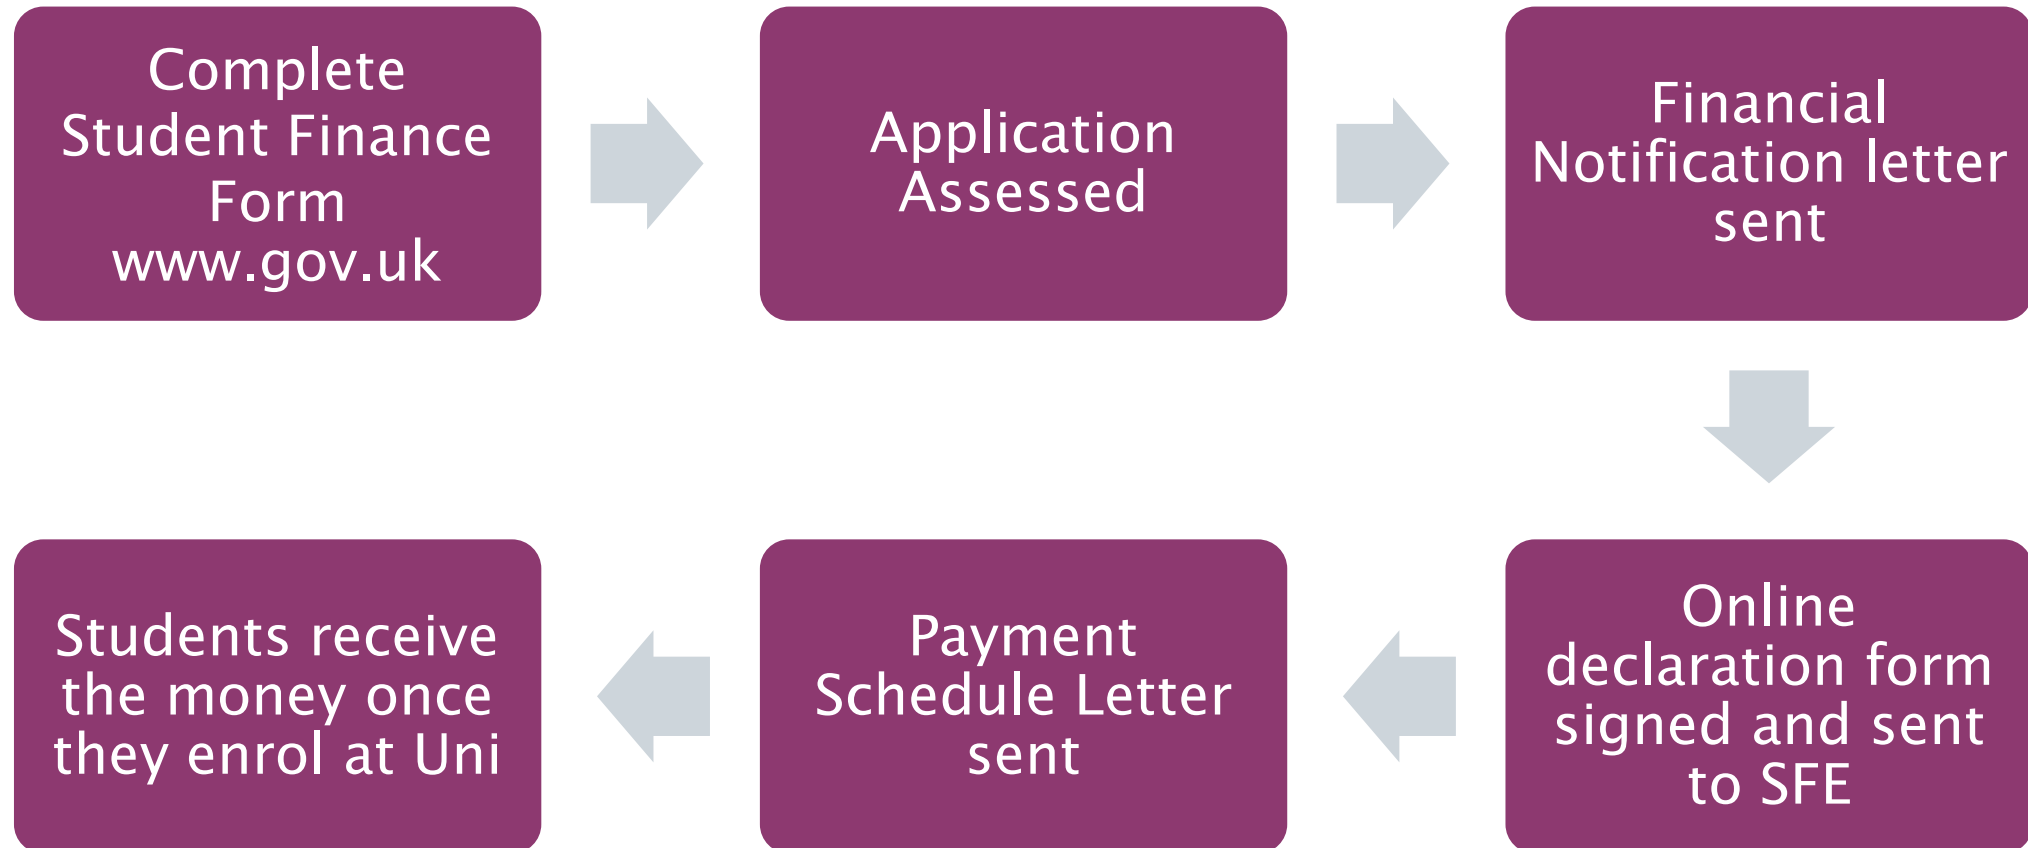 Complete
Student Finance
Form
www.gov.uk
Application
Assessed
Financial
Notification letter
sent
Online
declaration form
signed and sent
to SFE
Payment
Schedule Letter
sent
Students receive
the money once
they enrol at Uni